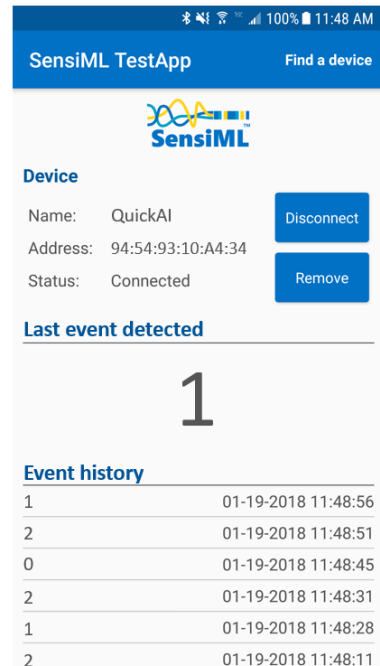 100% 11:48 AM
SensiML TestApp Find a device
SensiML
Device
Name: QuickAI Disconnect
Address: 94:54:93:10:A4:34
Status: Connected Remove
Last event detected
1
Event history
1 01-19-2018 11:48:56
2 01-19-2018 11:48:51
0 01-19-2018 11:48:45
2 01-19-2018 11:48:31
1 01-19-2018 11:48:28
2 01-19-2018 11:48:11